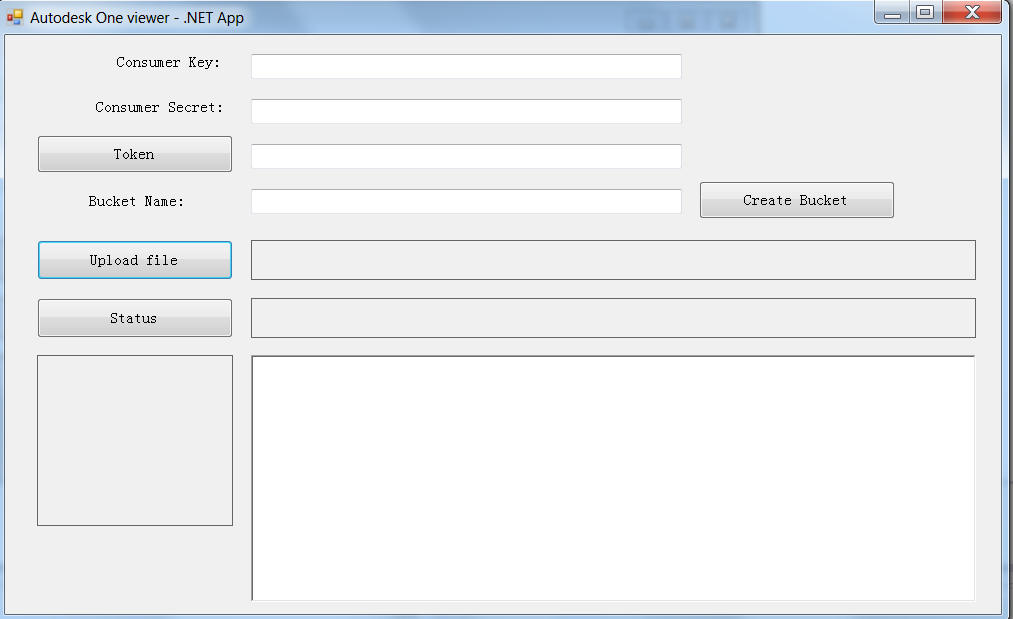 Autodesk One viewer - .NET App
Consumer Key:
Consumer Secret:
Token
Bucket Name:
Create Bucket
Upload file
Status